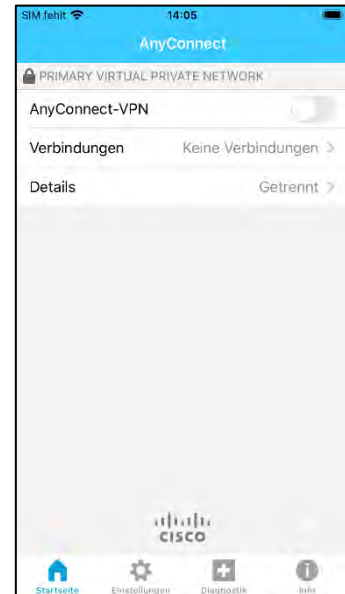 SIM fehlt 14:05
AnyConnect
PRIMARY VIRTUAL PRIVATE NETWORK
AnyConnect-VPN
Verbindungen Keine Verbindungen >
Details Getrennt >
CISCO
Startseite Einstellungen Diagnostik Info